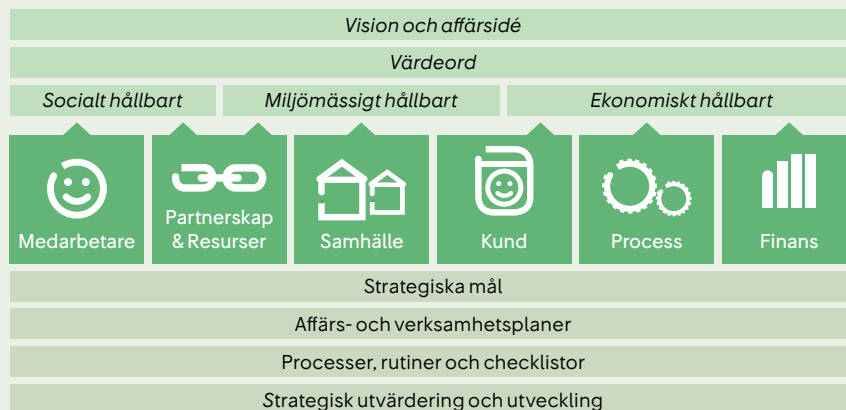 Vision och affärsidé
Värdeord
Socialt hållbart
Miljömässigt hållbart
Ekonomiskt hållbart
Medarbetare
Partnerskap
& Resurser
Samhälle
Kund
Process
Finans
Strategiska mål
Affärs- och verksamhetsplaner
Processer, rutiner och checklistor
Strategisk utvärdering och utveckling